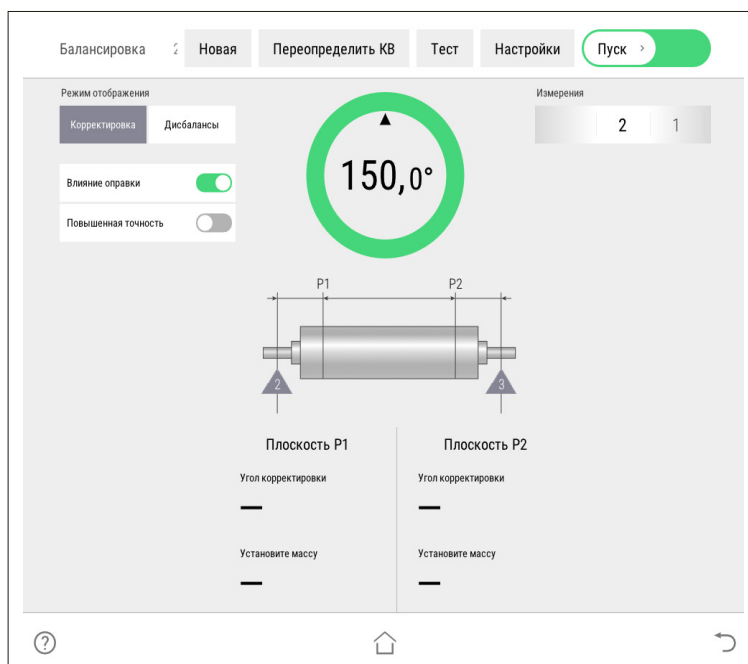 Балансировка 2 Новая Переопределить КВ Тест Настройки Пуск >
Режим отображения
Корректировка Дисбалансы
Измерения
2 1
Влияние оправки
Повышенная точность
150,0°
P1 P2
2 3
Плоскость P1 Плоскость P2
Угол корректировки Угол корректировки
— —
Установите массу Установите массу
— —
?